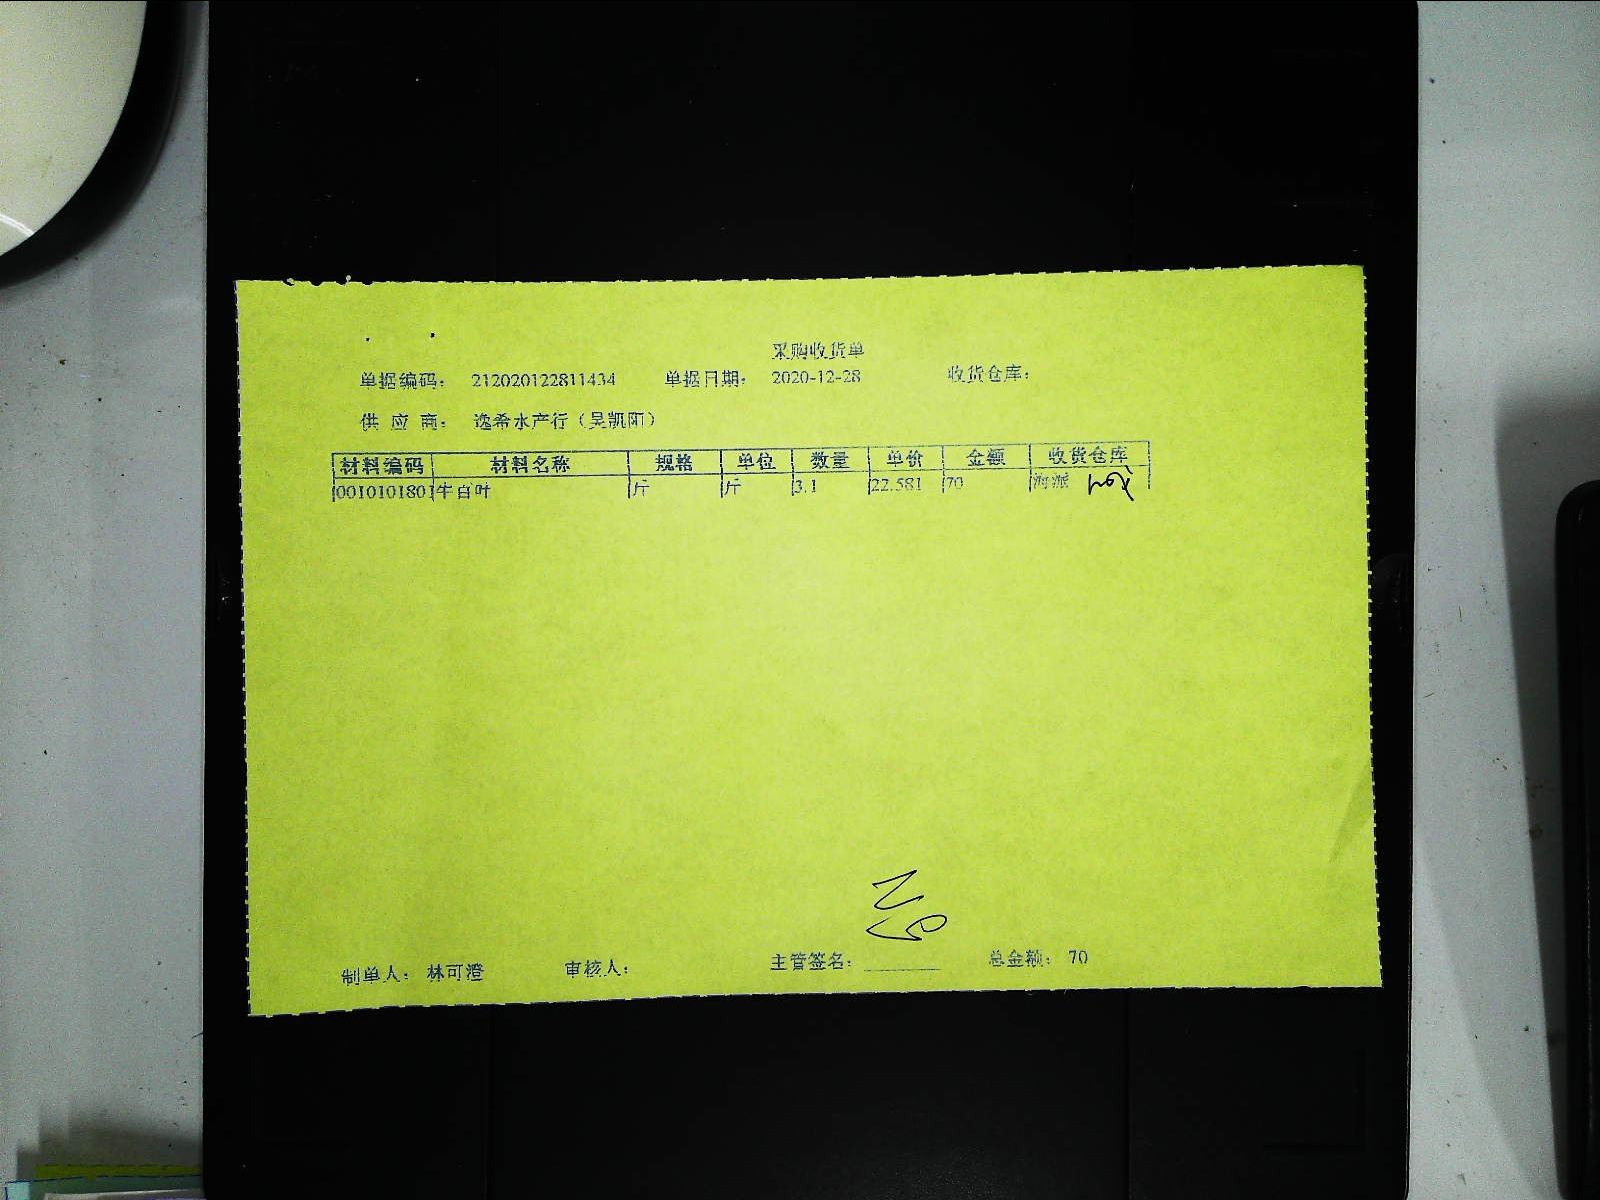 采购收货单
单据编码: 212020122811434 单据日期: 2020-12-28 收货仓库:
供 应 商: 逸希水产行（吴凯阳）
材料编码 材料名称 规格 单位 数量 单价 金额 收货仓库
0010101801 牛百叶 斤 斤 3.1 22.581 70 海派
制单人: 林可澄 审核人: 主管签名: 总金额: 70